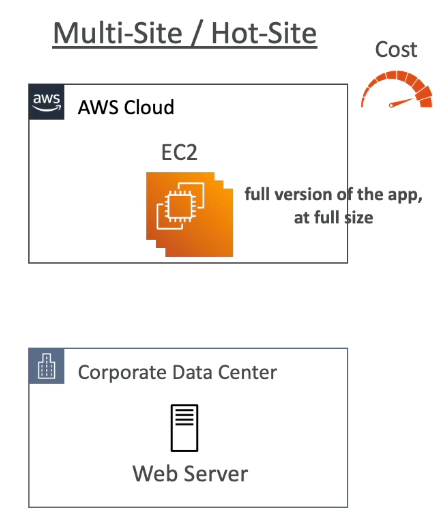 Multi-Site / Hot-Site
Cost
aws
AWS Cloud
EC2
full version of the app,
at full size
Corporate Data Center
Web Server